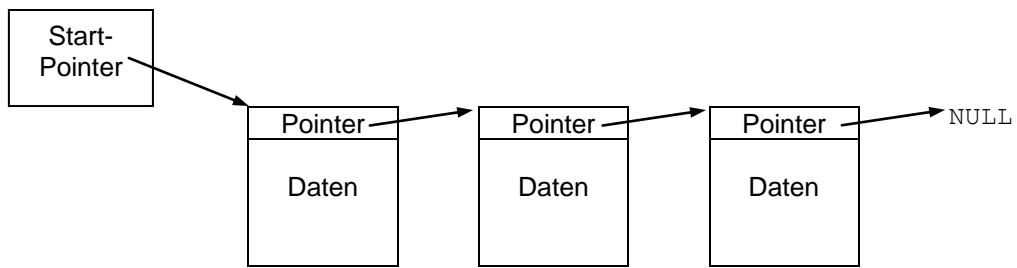 Start-
Pointer
Pointer
Pointer
Pointer
NULL
Daten
Daten
Daten